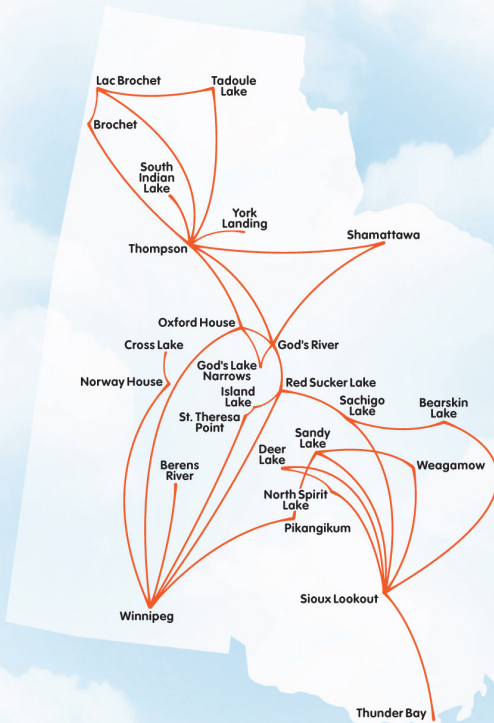 Lac Brochet
Tadoule
Lake
Brochet
South
Indian
Lake
York
Landing
Shamattawa
Thompson
Oxford House
Cross Lake
God's River
God's Lake
Narrows
Norway House
Island
Lake
Red Sucker Lake
St. Theresa
Point
Sachigo
Lake
Bearskin
Lake
Sandy
Lake
Deer
Lake
Weagamow
Berens
River
North Spirit
Lake
Pikangikum
Sioux Lookout
Winnipeg
Thunder Bay